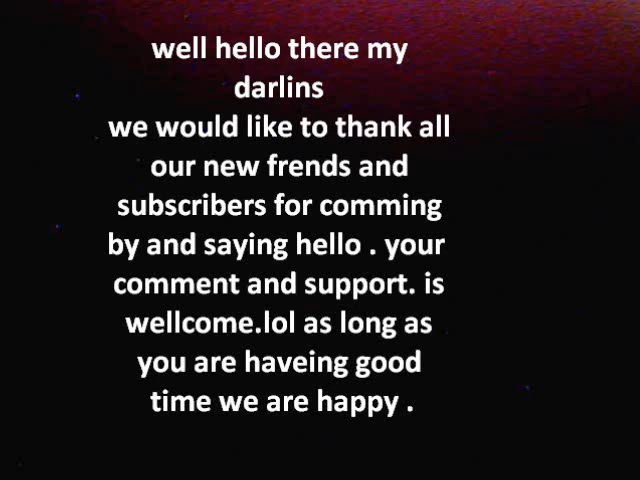 well hello there my
darlins
we would like to thank all
our new frends and
subscribers for comming
by and saying hello . your
comment and support. is
wellcome.lol as long as
you are haveing good
time we are happy .